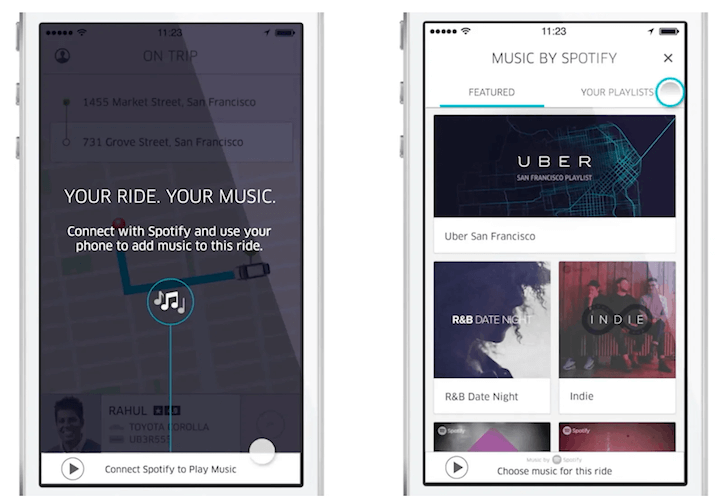 11:23
ON TRIP
1455 Market Street, San Francisco
731 Grove Street, San Francisco
YOUR RIDE. YOUR MUSIC.
Connect with Spotify and use your
phone to add music to this ride.
RAHUL
TOYOTA COROLLA
UB3RSSS
Connect Spotify to Play Music
11:23
MUSIC BY SPOTIFY
FEATURED
YOUR PLAYLISTS
UBER
SAN FRANCISCO PLAYLIST
Uber San Francisco
R&B DATE NIGHT
INDIE
R&B Date Night
Indie
Spotify
Spotify
Music by Spotify
Choose music for this ride